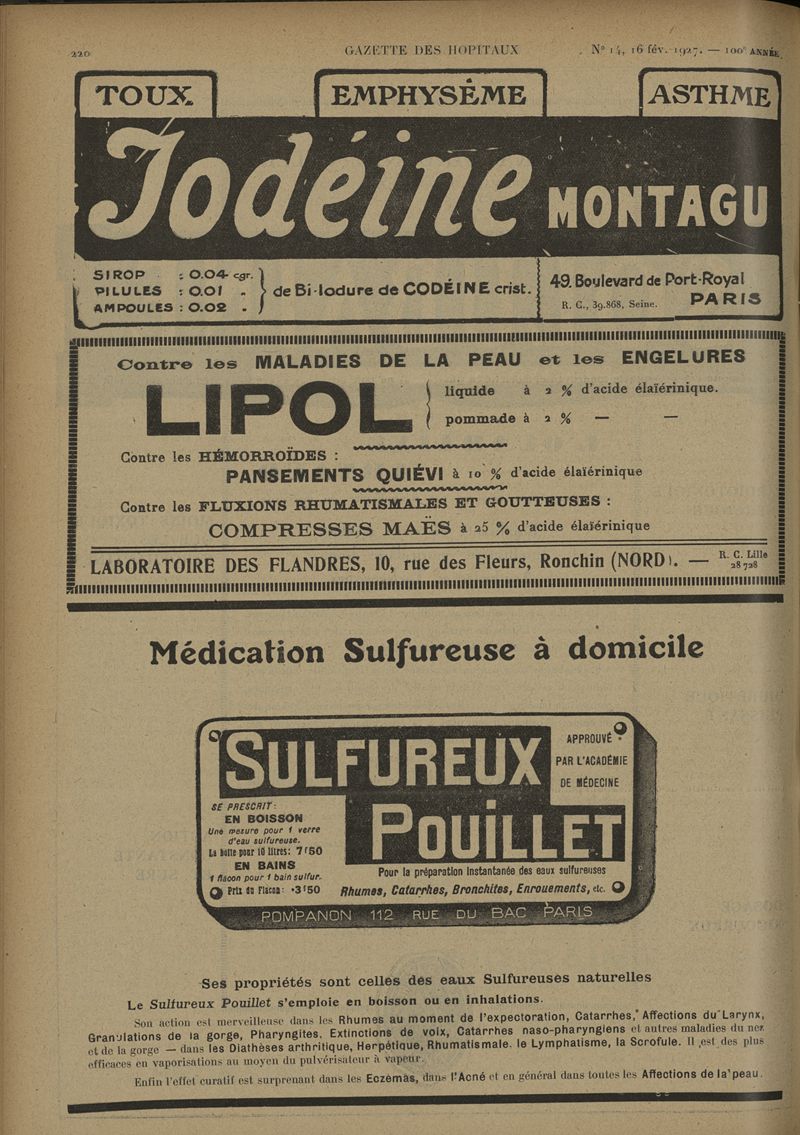 220 GAZETTE DES HOPITAUX N° 14, 16 fév. 1927. — 100e ANNÉE
TOUX EMPHYSÈME ASTHME
Jodéine MONTAGU
SIROP : 0.04 cgr.
PILULES : 0.01 "
AMPOULES : 0.02 "
de Bi-Iodure de CODÉINE crist.
49. Boulevard de Port-Royal
R. C., 39.868, Seine. PARIS
Contre les MALADIES DE LA PEAU et les ENGELURES
LIPOL
liquide à 2 % d'acide élaïérinique.
pommade à 2 % — —
Contre les HÉMORROÏDES :
PANSEMENTS QUIÉVI à 10 % d'acide élaïérinique
Contre les FLUXIONS RHUMATISMALES ET GOUTTEUSES :
COMPRESSES MAËS à 25 % d'acide élaïérinique
LABORATOIRE DES FLANDRES, 10, rue des Fleurs, Ronchin (NORD). — R. C. Lille 28728
Médication Sulfureuse à domicile
SULFUREUX
POUILLET
APPROUVÉ
PAR L'ACADÉMIE
DE MÉDECINE
SE PRESCRIT :
EN BOISSON
Une mesure pour 1 verre
d'eau sulfureuse.
La boîte pour 10 litres: 7f50
EN BAINS
1 flacon pour 1 bain sulfur.
Prix du Flacon: 3f50
Pour la préparation instantanée des eaux sulfureuses
Rhumes, Catarrhes, Bronchites, Enrouements, etc.
POMPANON 112 RUE DU BAC PARIS
Ses propriétés sont celles des eaux Sulfureuses naturelles
Le Sulfureux Pouillet s'emploie en boisson ou en inhalations.
Son action est merveilleuse dans les Rhumes au moment de l'expectoration, Catarrhes, Affections du Larynx,
Granulations de la gorge, Pharyngites, Extinctions de voix, Catarrhes naso-pharyngiens et autres maladies du nez
et de la gorge — dans les Diathèses arthritique, Herpétique, Rhumatismale. le Lymphatisme, la Scrofule. Il est des plus
efficaces en vaporisations au moyen du pulvérisateur à vapeur.
Enfin l'effet curatif est surprenant dans les Eczémas, dans l'Acné et en général dans toutes les Affections de la peau.